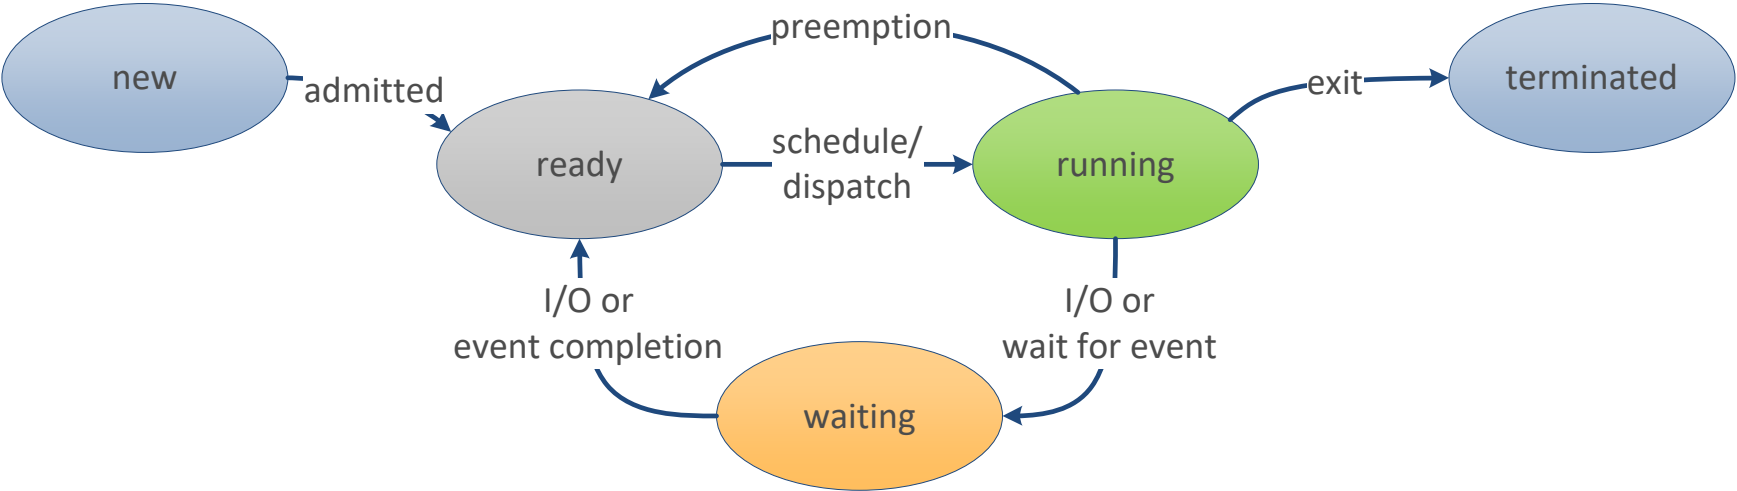 preemption
new
admitted
exit
terminated
schedule/
dispatch
ready
running
I/O or
event completion
I/O or
wait for event
waiting